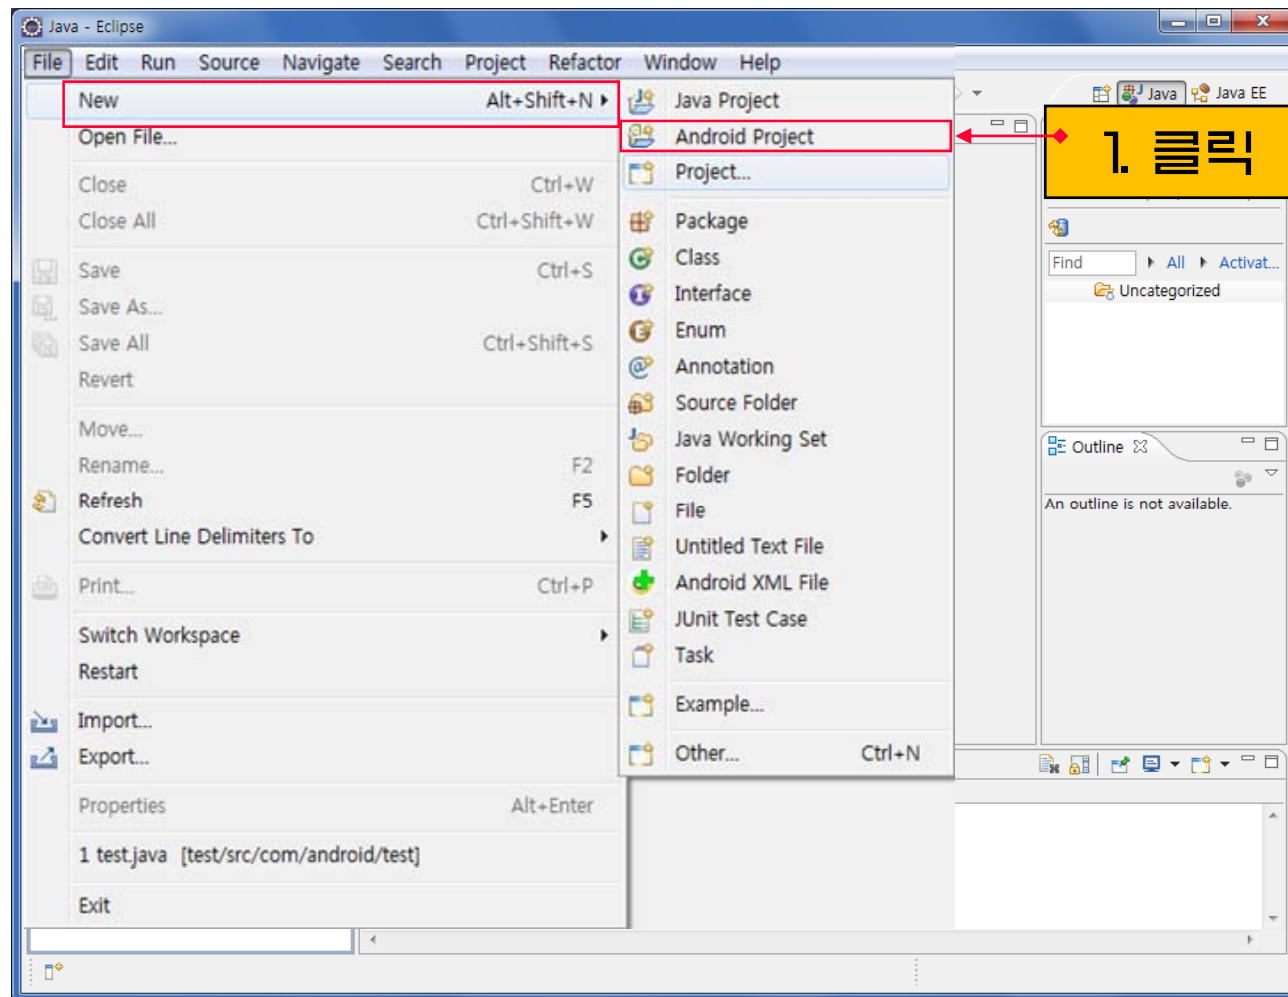 Java - Eclipse
File Edit Run Source Navigate Search Project Refactor Window Help
New Alt+Shift+N
Open File...
Close Ctrl+W
Close All Ctrl+Shift+W
Save Ctrl+S
Save As...
Save All Ctrl+Shift+S
Revert
Move...
Rename... F2
Refresh F5
Convert Line Delimiters To
Print... Ctrl+P
Switch Workspace
Restart
Import...
Export...
Properties Alt+Enter
1 test.java [test/src/com/android/test]
Exit
Java Project
Android Project
Project...
Package
Class
Interface
Enum
Annotation
Source Folder
Java Working Set
Folder
File
Untitled Text File
Android XML File
JUnit Test Case
Task
Example...
Other... Ctrl+N
Java Java EE
1. 클릭
Find All Activat...
Uncategorized
Outline
An outline is not available.